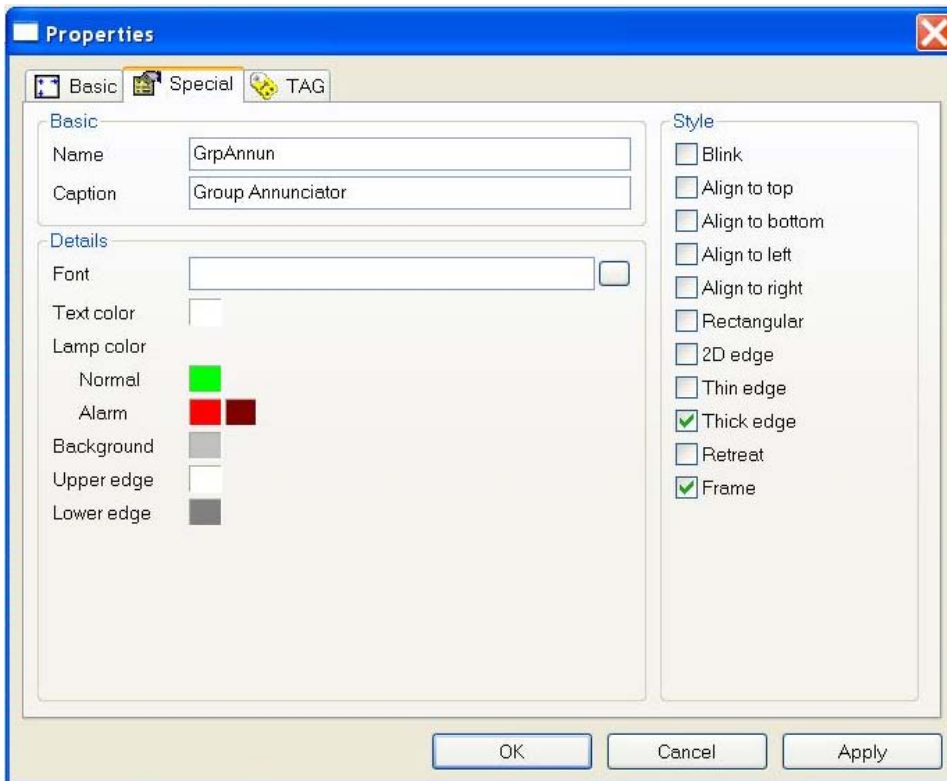 Properties
Basic
Special
TAG
Basic
Name
GrpAnnun
Caption
Group Annunciator
Details
Font
Text color
Lamp color
Normal
Alarm
Background
Upper edge
Lower edge
Style
Blink
Align to top
Align to bottom
Align to left
Align to right
Rectangular
2D edge
Thin edge
Thick edge
Retreat
Frame
OK
Cancel
Apply